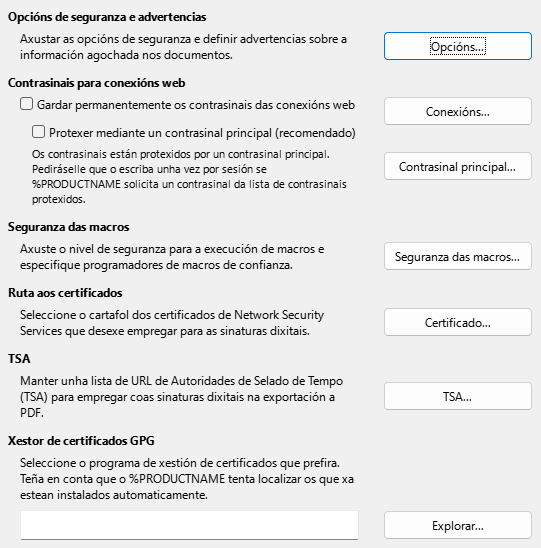 Opcións de seguranza e advertencias
Axustar as opcións de seguranza e definir advertencias sobre a
información agochada nos documentos.
Opcións...
Contrasinais para conexións web
Gardar permanentemente os contrasinais das conexións web
Conexións...
Protexer mediante un contrasinal principal (recomendado)
Os contrasinais están protexidos por un contrasinal principal.
Pediráselle que o escriba unha vez por sesión se
%PRODUCTNAME solicita un contrasinal da lista de contrasinais
protexidos.
Contrasinal principal...
Seguranza das macros
Axuste o nivel de seguranza para a execución de macros e
especifique programadores de macros de confianza.
Seguranza das macros...
Ruta aos certificados
Seleccione o cartafol dos certificados de Network Security
Services que desexe empregar para as sinaturas dixitais.
Certificado...
TSA
Manter unha lista de URL de Autoridades de Selado de Tempo
(TSA) para empregar coas sinaturas dixitais na exportación a
PDF.
TSA...
Xestor de certificados GPG
Seleccione o programa de xestión de certificados que prefira.
Teña en conta que o %PRODUCTNAME tenta localizar os que xa
estean instalados automaticamente.
Explorar...